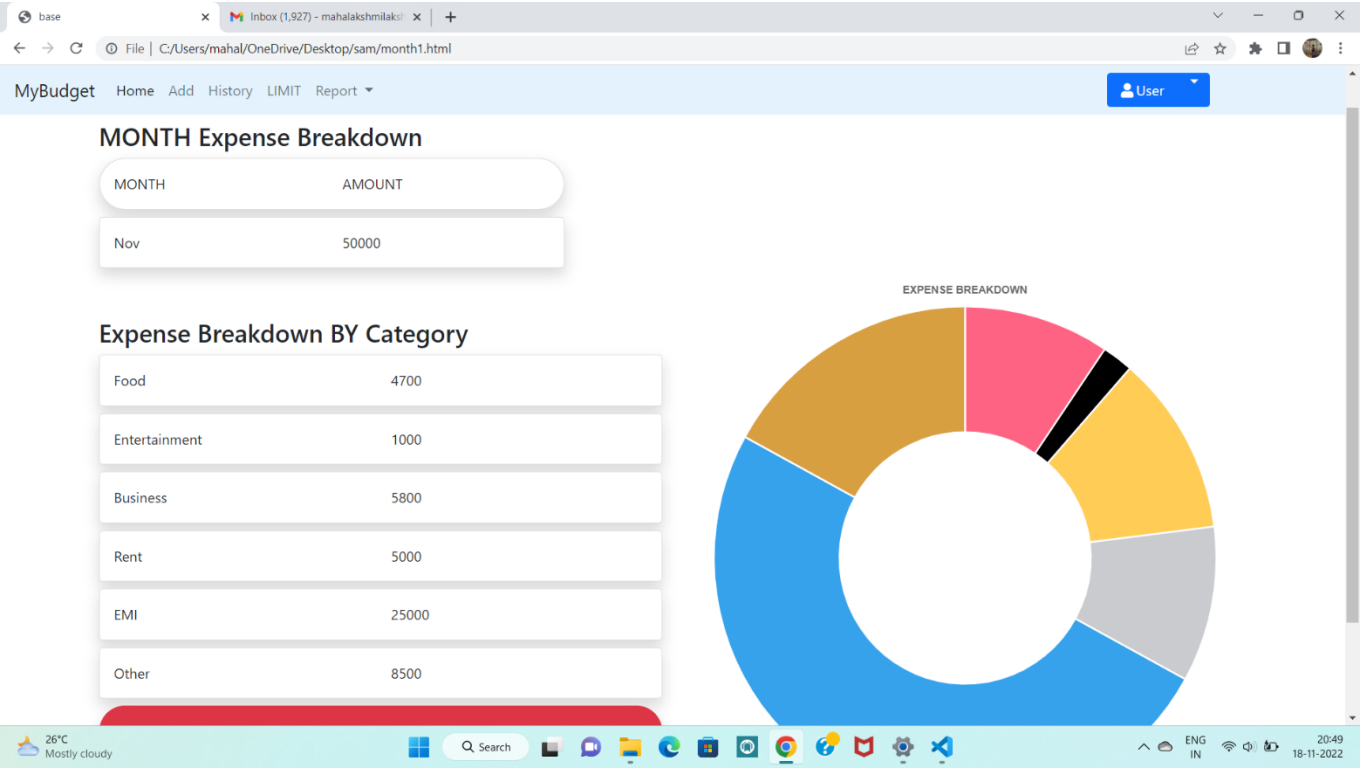 base
Inbox (1,927) - mahalakshmilaksl
File | C:/Users/mahal/OneDrive/Desktop/sam/month1.html
MyBudget Home Add History LIMIT Report User
MONTH Expense Breakdown
MONTH AMOUNT
Nov 50000
EXPENSE BREAKDOWN
Expense Breakdown BY Category
Food 4700
Entertainment 1000
Business 5800
Rent 5000
EMI 25000
Other 8500
26°C
Mostly cloudy
Search
ENG
IN
20:49
18-11-2022